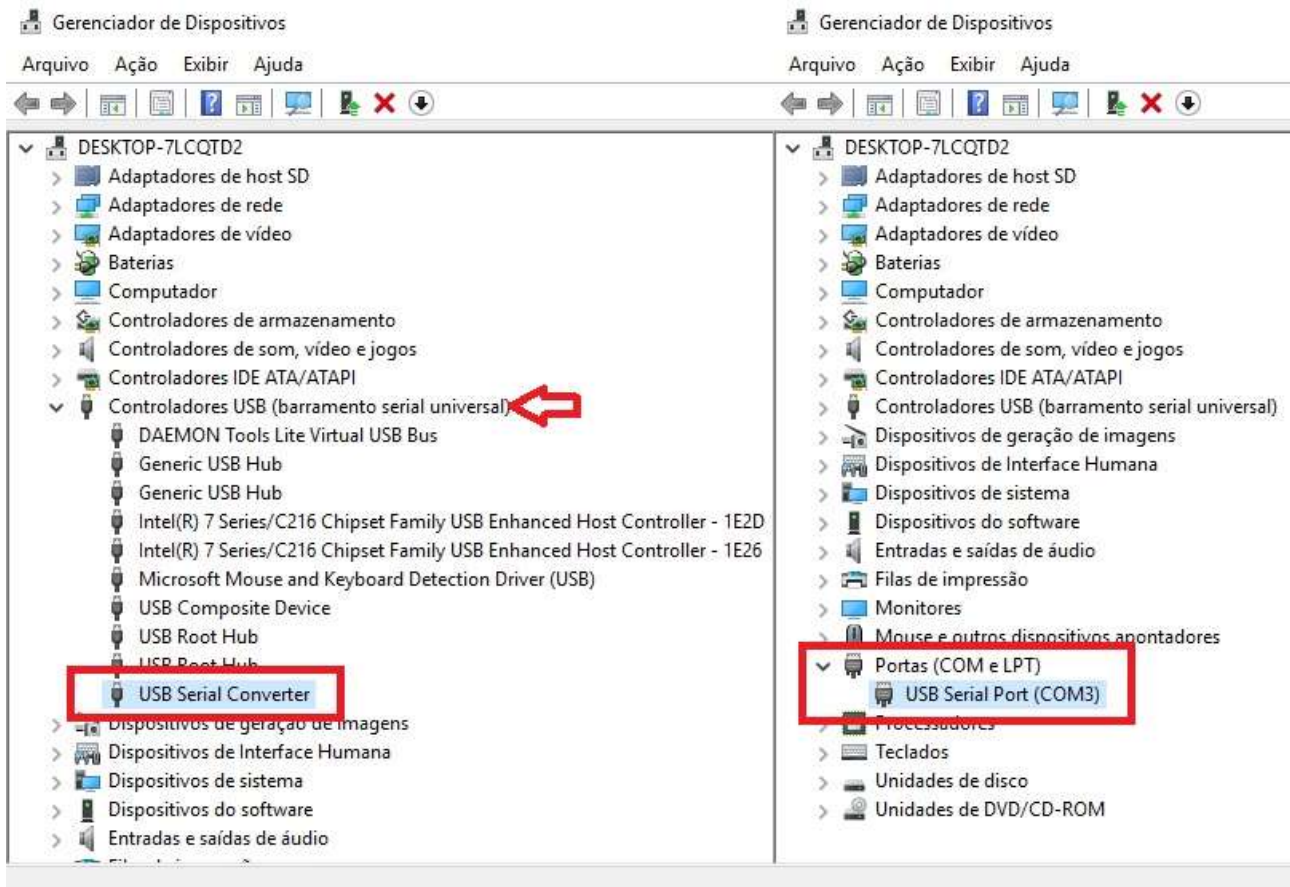 Gerenciador de Dispositivos
Arquivo Ação Exibir Ajuda
DESKTOP-7LCQTD2
Adaptadores de host SD
Adaptadores de rede
Adaptadores de vídeo
Baterias
Computador
Controladores de armazenamento
Controladores de som, vídeo e jogos
Controladores IDE ATA/ATAPI
Controladores USB (barramento serial universal)
DAEMON Tools Lite Virtual USB Bus
Generic USB Hub
Generic USB Hub
Intel(R) 7 Series/C216 Chipset Family USB Enhanced Host Controller - 1E2D
Intel(R) 7 Series/C216 Chipset Family USB Enhanced Host Controller - 1E26
Microsoft Mouse and Keyboard Detection Driver (USB)
USB Composite Device
USB Root Hub
USB Root Hub
USB Serial Converter
Dispositivos de geração de imagens
Dispositivos de Interface Humana
Dispositivos de sistema
Dispositivos do software
Entradas e saídas de áudio
Gerenciador de Dispositivos
Arquivo Ação Exibir Ajuda
DESKTOP-7LCQTD2
Adaptadores de host SD
Adaptadores de rede
Adaptadores de vídeo
Baterias
Computador
Controladores de armazenamento
Controladores de som, vídeo e jogos
Controladores IDE ATA/ATAPI
Controladores USB (barramento serial universal)
Dispositivos de geração de imagens
Dispositivos de Interface Humana
Dispositivos de sistema
Dispositivos do software
Entradas e saídas de áudio
Filas de impressão
Monitores
Mouse e outros dispositivos apontadores
Portas (COM e LPT)
USB Serial Port (COM3)
Processadores
Teclados
Unidades de disco
Unidades de DVD/CD-ROM